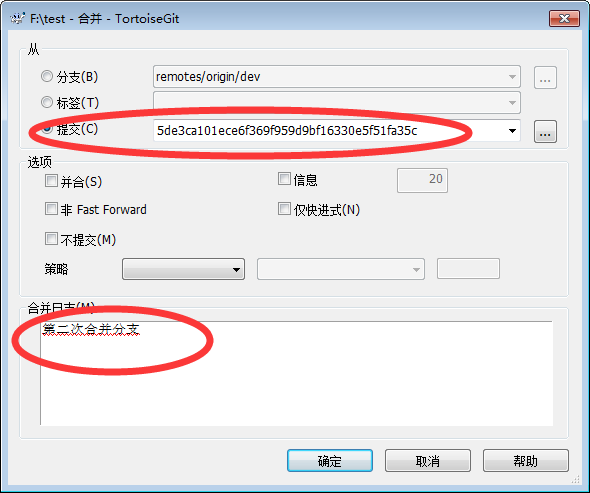 F:\test - 合并 - TortoiseGit
从
分支(B)
remotes/origin/dev
...
标签(T)
提交(C)
5de3ca101ece6f369f959d9bf16330e5f51fa35c
...
选项
并合(S)
信息
20
非 Fast Forward
仅快进式(N)
不提交(M)
策略
合并日志(M)
第二次合并分支
确定
取消
帮助